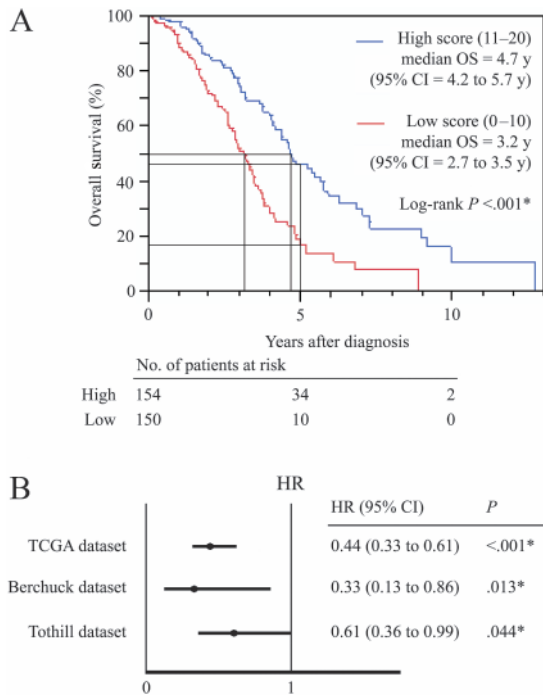 A
100
80
60
40
20
0
Overall survival (%)
High score (11–20)
median OS = 4.7 y
(95% CI = 4.2 to 5.7 y)
Low score (0–10)
median OS = 3.2 y
(95% CI = 2.7 to 3.5 y)
Log-rank P <.001*
0 5 10
Years after diagnosis
No. of patients at risk
High 154 34 2
Low 150 10 0
B
HR
HR (95% CI) P
TCGA dataset 0.44 (0.33 to 0.61) <.001*
Berchuck dataset 0.33 (0.13 to 0.86) .013*
Tothill dataset 0.61 (0.36 to 0.99) .044*
0 1